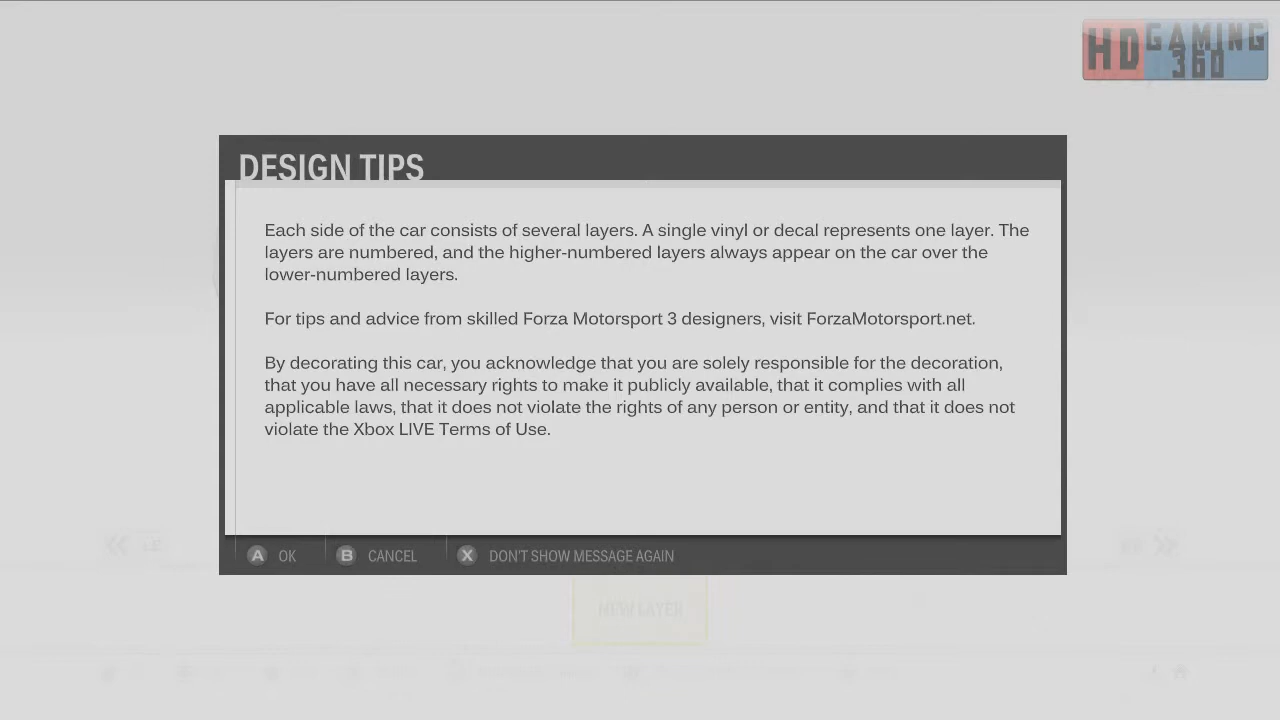 HD GAMING
360
DESIGN TIPS
Each side of the car consists of several layers. A single vinyl or decal represents one layer. The
layers are numbered, and the higher-numbered layers always appear on the car over the
lower-numbered layers.
For tips and advice from skilled Forza Motorsport 3 designers, visit ForzaMotorsport.net.
By decorating this car, you acknowledge that you are solely responsible for the decoration,
that you have all necessary rights to make it publicly available, that it complies with all
applicable laws, that it does not violate the rights of any person or entity, and that it does not
violate the Xbox LIVE Terms of Use.
A OK B CANCEL X DON'T SHOW MESSAGE AGAIN
NEW LAYER